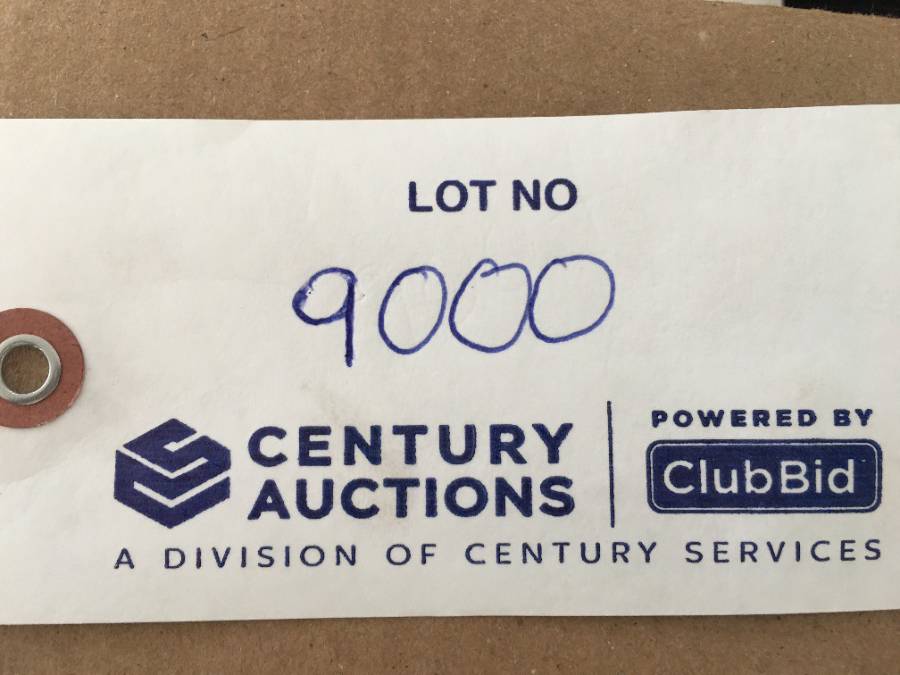 LOT NO
9000
CENTURY
AUCTIONS
POWERED BY
ClubBid
A DIVISION OF CENTURY SERVICES